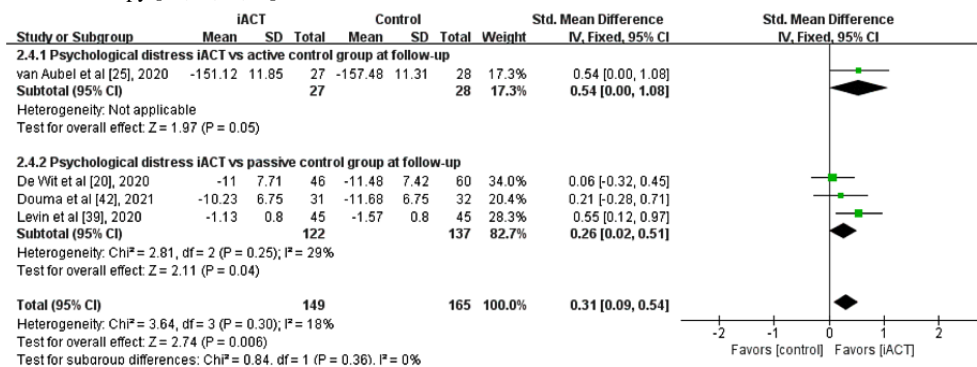 iACT Control Std. Mean Difference Std. Mean Difference
Study or Subgroup Mean SD Total Mean SD Total Weight IV, Fixed, 95% CI IV, Fixed, 95% CI
2.4.1 Psychological distress iACT vs active control group at follow-up
van Aubel et al [25], 2020 -151.12 11.85 27 -157.48 11.31 28 17.3% 0.54 [0.00, 1.08]
Subtotal (95% CI) 27 28 17.3% 0.54 [0.00, 1.08]
Heterogeneity: Not applicable
Test for overall effect: Z = 1.97 (P = 0.05)
2.4.2 Psychological distress iACT vs passive control group at follow-up
De Wit et al [20], 2020 -11 7.71 46 -11.48 7.42 60 34.0% 0.06 [-0.32, 0.45]
Douma et al [42], 2021 -10.23 6.75 31 -11.68 6.75 32 20.4% 0.21 [-0.28, 0.71]
Levin et al [39], 2020 -1.13 0.8 45 -1.57 0.8 45 28.3% 0.55 [0.12, 0.97]
Subtotal (95% CI) 122 137 82.7% 0.26 [0.02, 0.51]
Heterogeneity: Chi² = 2.81, df = 2 (P = 0.25); I² = 29%
Test for overall effect: Z = 2.11 (P = 0.04)
Total (95% CI) 149 165 100.0% 0.31 [0.09, 0.54]
Heterogeneity: Chi² = 3.64, df = 3 (P = 0.30); I² = 18%
Test for overall effect: Z = 2.74 (P = 0.006)
Test for subgroup differences: Chi² = 0.84, df = 1 (P = 0.36), I² = 0%
-2 -1 0 1 2
Favors [control] Favors [iACT]